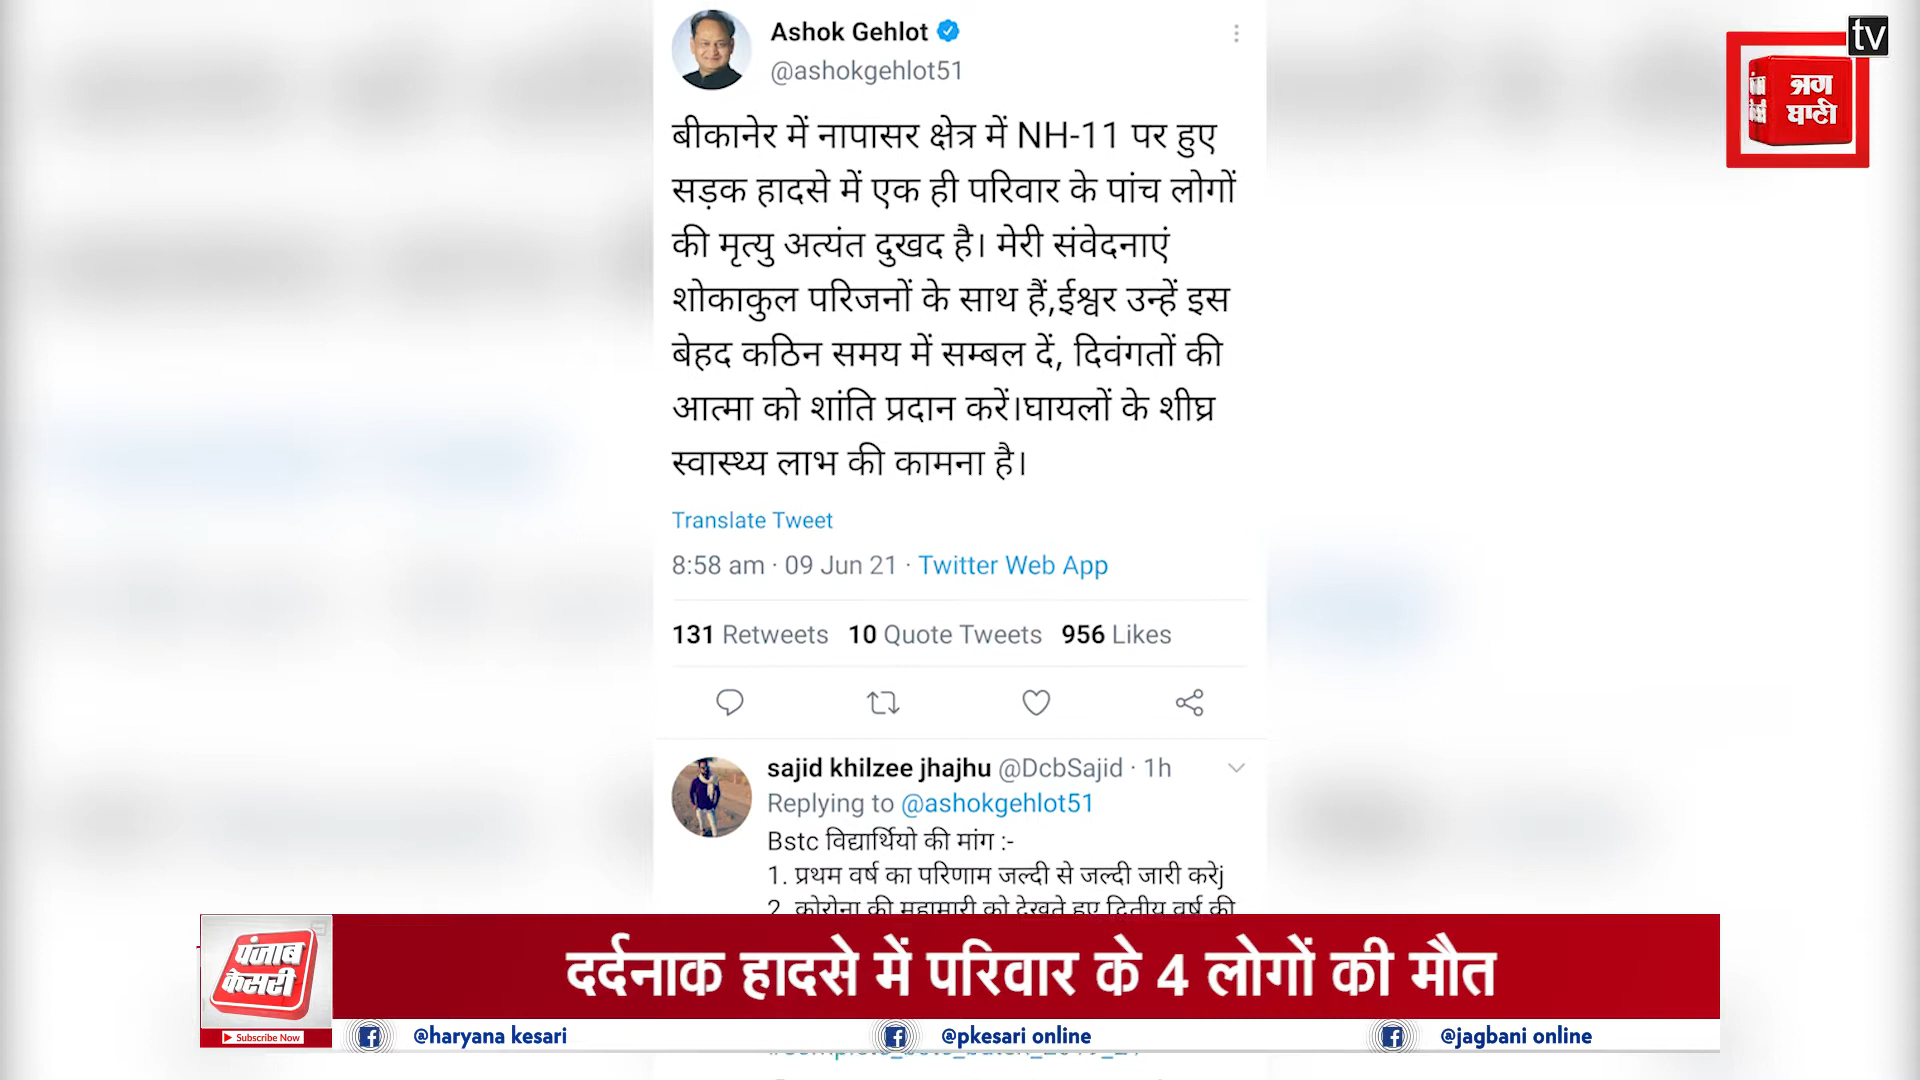 Ashok Gehlot
@ashokgehlot51
tv
जग
बाणी
बीकानेर में नापासर क्षेत्र में NH-11 पर हुए
सड़क हादसे में एक ही परिवार के पांच लोगों
की मृत्यु अत्यंत दुखद है। मेरी संवेदनाएं
शोकाकुल परिजनों के साथ हैं,ईश्वर उन्हें इस
बेहद कठिन समय में सम्बल दें, दिवंगतों की
आत्मा को शांति प्रदान करें।घायलों के शीघ्र
स्वास्थ्य लाभ की कामना है।
Translate Tweet
8:58 am · 09 Jun 21 · Twitter Web App
131 Retweets 10 Quote Tweets 956 Likes
sajid khilzee jhajhu @DcbSajid · 1h
Replying to @ashokgehlot51
Bstc विद्यार्थियो की मांग :-
1. प्रथम वर्ष का परिणाम जल्दी से जल्दी जारी करेj
2. कोरोना की महामारी को देखते हुए द्वितीय वर्ष की
पंजाब
केसरी
Subscribe Now
दर्दनाक हादसे में परिवार के 4 लोगों की मौत
@haryana kesari
@pkesari online
@jagbani online